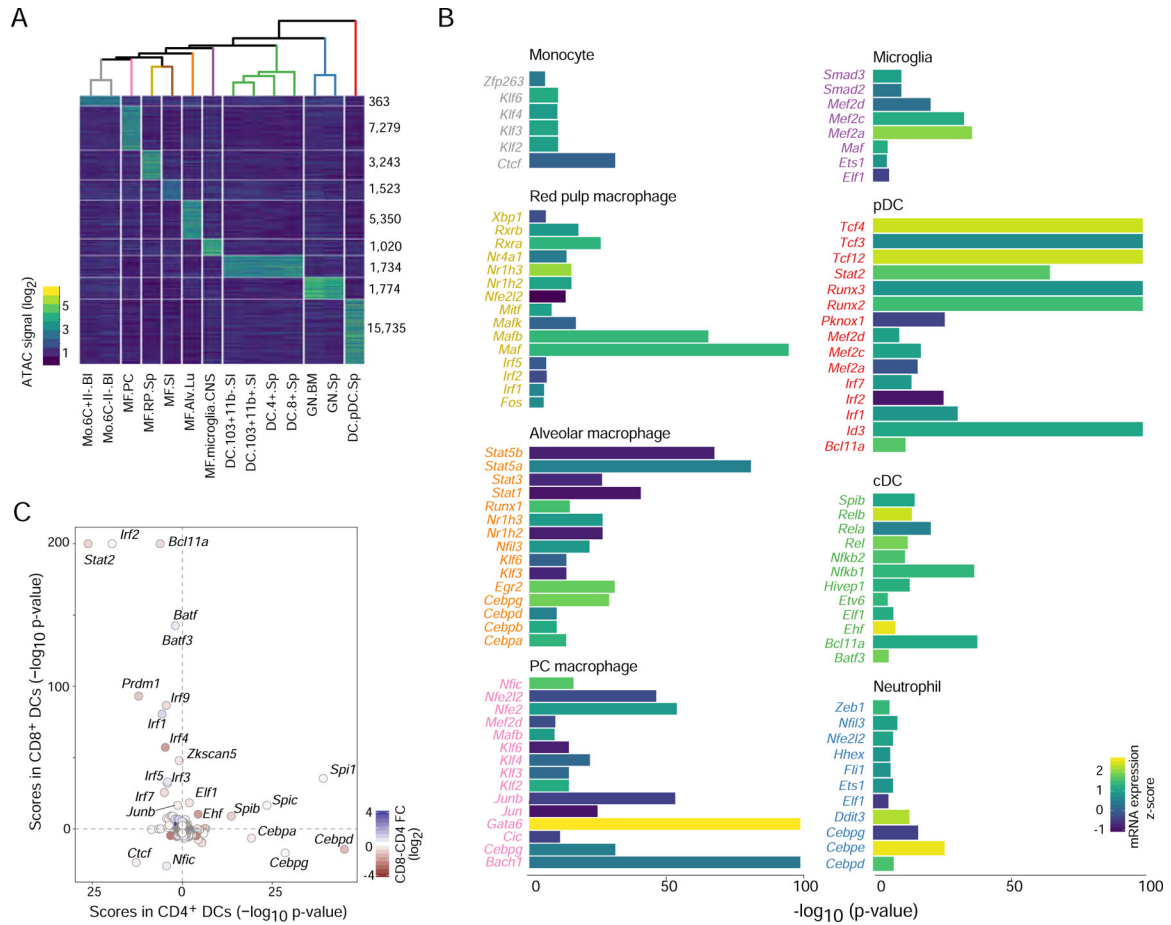 A
363
7,279
3,243
1,523
5,350
1,020
1,734
1,774
15,735
ATAC signal (log2)
5
3
1
Mo.6C+II-.Bl
Mo.6C-II-.Bl
MF.PC
MF.RP.Sp
MF.SI
MF.Alv.Lu
MF.microglia.CNS
DC.103+11b-.SI
DC.103+11b+.SI
DC.4+.Sp
DC.8+.Sp
GN.BM
GN.Sp
DC.pDC.Sp
B
Monocyte
Zfp263
Klf6
Klf4
Klf3
Klf2
Ctcf
Red pulp macrophage
Xbp1
Rxrb
Rxra
Nr4a1
Nr1h3
Nr1h2
Nfe2l2
Mitf
Mafk
Mafb
Maf
Irf5
Irf2
Irf1
Fos
Alveolar macrophage
Stat5b
Stat5a
Stat3
Stat1
Runx1
Nr1h3
Nr1h2
Nfil3
Klf6
Klf3
Egr2
Cebpg
Cebpd
Cebpb
Cebpa
PC macrophage
Nfic
Nfe2l2
Nfe2
Mef2d
Mafb
Klf6
Klf4
Klf3
Klf2
Junb
Jun
Gata6
Cic
Cebpg
Bach1
0
50
100
Microglia
Smad3
Smad2
Mef2d
Mef2c
Mef2a
Maf
Ets1
Elf1
pDC
Tcf4
Tcf3
Tcf12
Stat2
Runx3
Runx2
Pknox1
Mef2d
Mef2c
Mef2a
Irf7
Irf2
Irf1
Id3
Bcl11a
cDC
Spib
Relb
Rela
Rel
Nfkb2
Nfkb1
Hivep1
Etv6
Elf1
Ehf
Bcl11a
Batf3
Neutrophil
Zeb1
Nfil3
Nfe2l2
Hhex
Fli1
Ets1
Elf1
Ddit3
Cebpg
Cebpe
Cebpd
0
50
100
-log10 (p-value)
2
1
0
-1
mRNA expression
z-score
C
Scores in CD8+ DCs (−log10 p-value)
200
100
0
Irf2
Bcl11a
Stat2
Batf
Batf3
Prdm1
Irf9
Irf1
Irf4
Zkscan5
Irf5
Irf3
Spi1
Irf7
Elf1
Junb
Ehf
Spib
Spic
Cebpa
Cebpd
Ctcf
Nfic
Cebpg
25
0
25
Scores in CD4+ DCs (−log10 p-value)
4
2
0
-2
-4
CD8-CD4 FC
(log2)